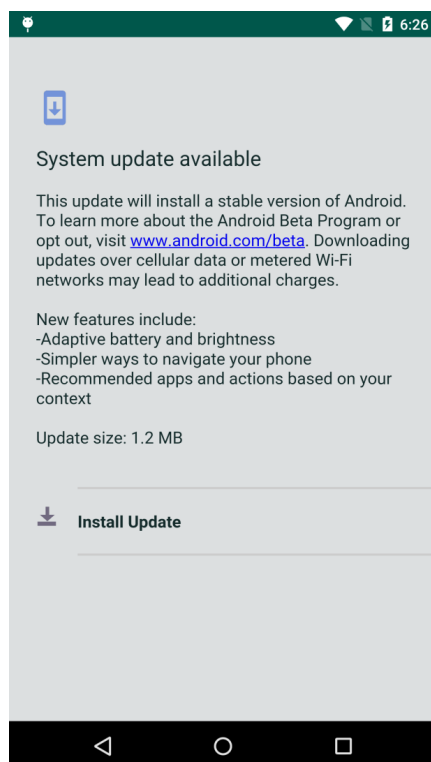 6:26
System update available
This update will install a stable version of Android.
To learn more about the Android Beta Program or
opt out, visit www.android.com/beta. Downloading
updates over cellular data or metered Wi-Fi
networks may lead to additional charges.
New features include:
-Adaptive battery and brightness
-Simpler ways to navigate your phone
-Recommended apps and actions based on your
context
Update size: 1.2 MB
Install Update